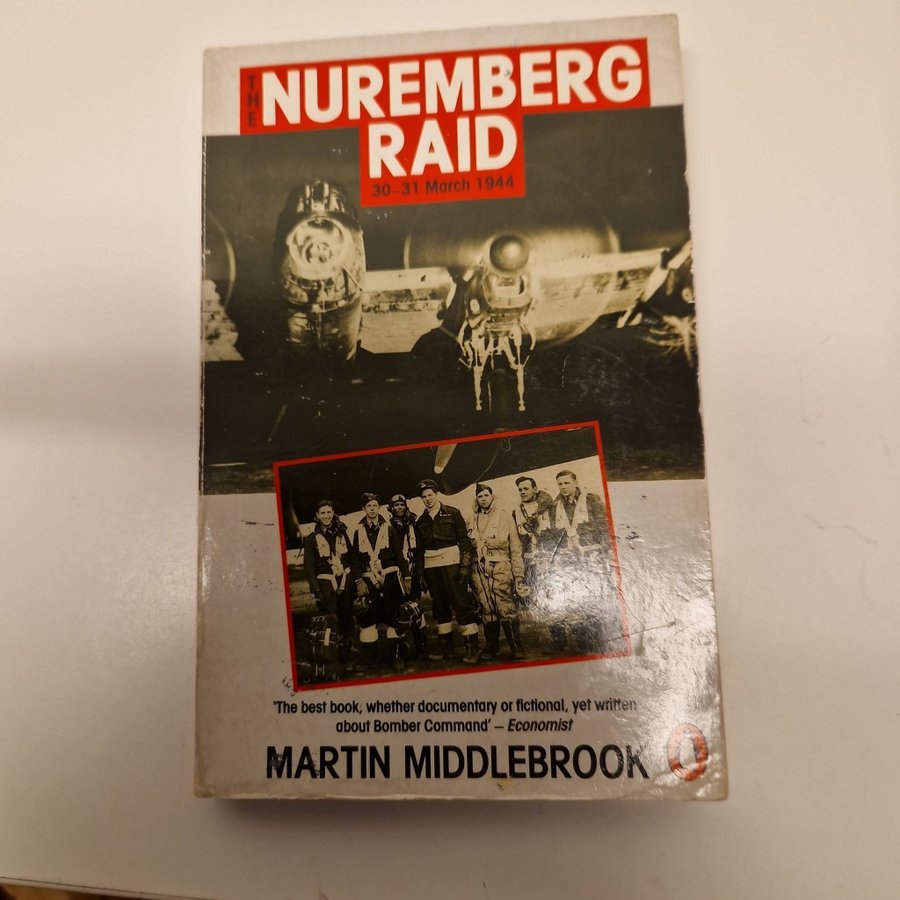 THE
NUREMBERG
RAID
30–31 March 1944
'The best book, whether documentary or fictional, yet written
about Bomber Command' – Economist
MARTIN MIDDLEBROOK